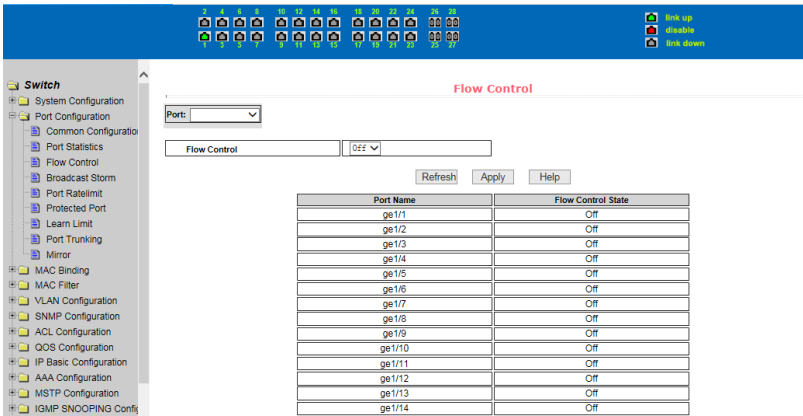 2 4 6 8 10 12 14 16 18 20 22 24 26 28
1 3 5 7 9 11 13 15 17 19 21 23 25 27
link up
disable
link down
Switch
System Configuration
Port Configuration
Common Configuratio
Port Statistics
Flow Control
Broadcast Storm
Port Ratelimit
Protected Port
Learn Limit
Port Trunking
Mirror
MAC Binding
MAC Filter
VLAN Configuration
SNMP Configuration
ACL Configuration
QOS Configuration
IP Basic Configuration
AAA Configuration
MSTP Configuration
IGMP SNOOPING Config
Flow Control
Port:
Flow Control Off
Refresh Apply Help
Port Name Flow Control State
ge1/1 Off
ge1/2 Off
ge1/3 Off
ge1/4 Off
ge1/5 Off
ge1/6 Off
ge1/7 Off
ge1/8 Off
ge1/9 Off
ge1/10 Off
ge1/11 Off
ge1/12 Off
ge1/13 Off
ge1/14 Off